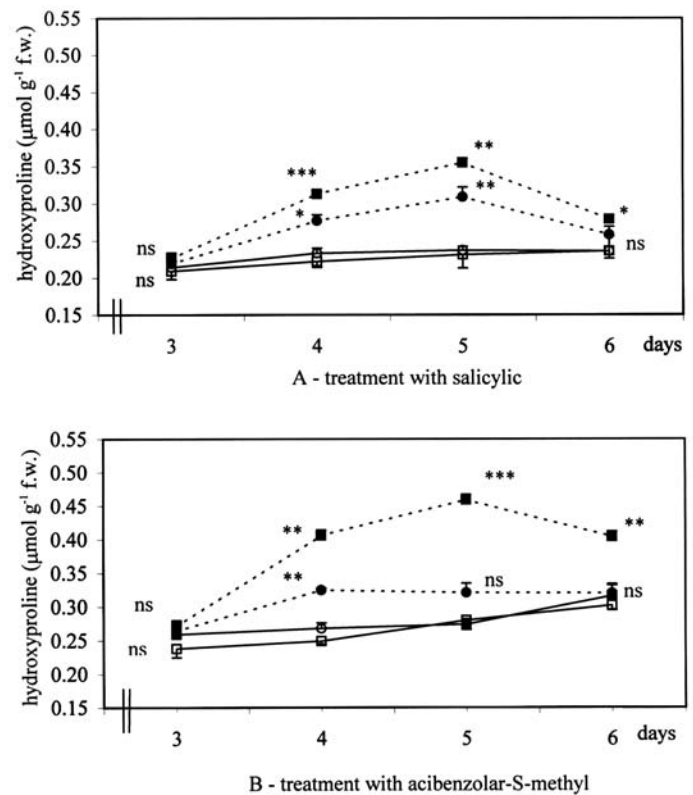 hydroxyproline (µmol g⁻¹ f.w.)
0.55
0.50
0.45
0.40
0.35
0.30
0.25
0.20
0.15
ns
ns
***
*
**
**
*
ns
3 4 5 6 days
A - treatment with salicylic
hydroxyproline (µmol g⁻¹ f.w.)
0.55
0.50
0.45
0.40
0.35
0.30
0.25
0.20
0.15
ns
ns
**
**
***
ns
**
ns
3 4 5 6 days
B - treatment with acibenzolar-S-methyl